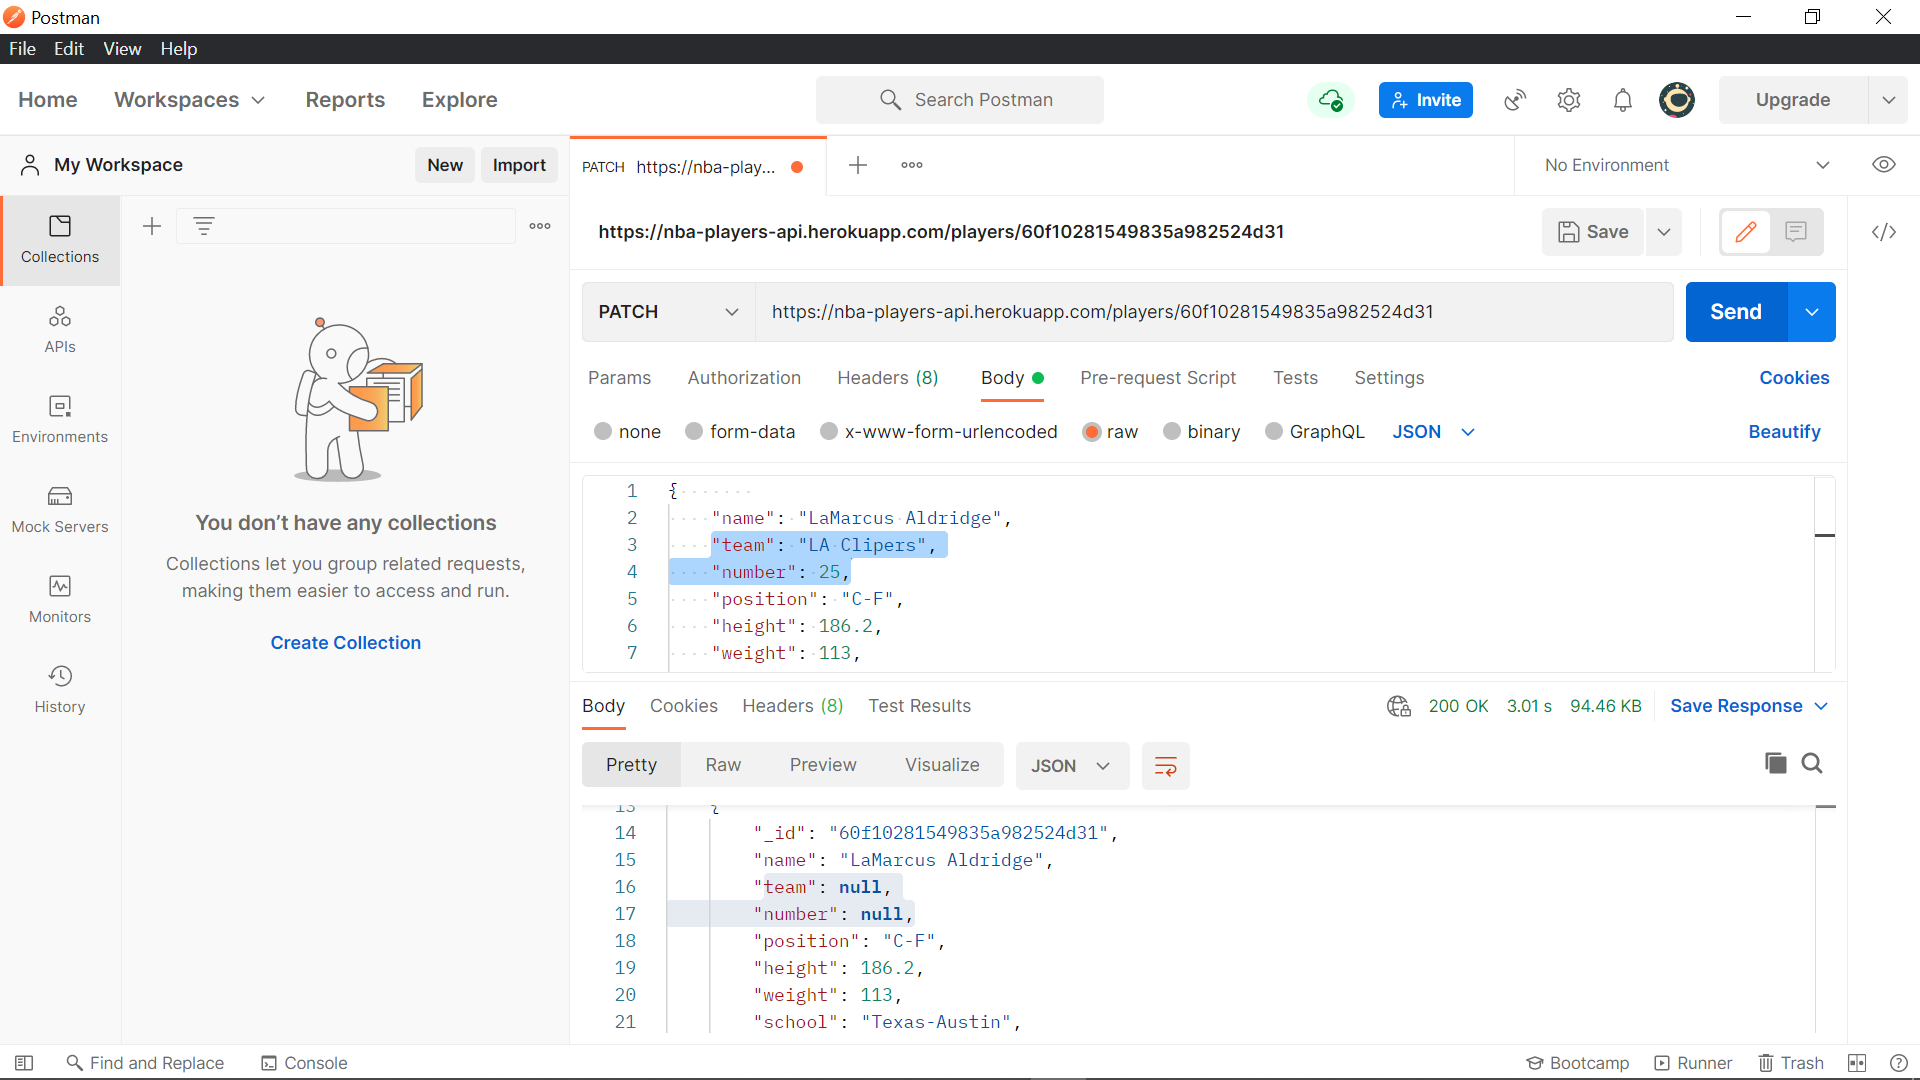 Postman
File Edit View Help
Home Workspaces Reports Explore
Search Postman
Invite
Upgrade
My Workspace
New Import
PATCH https://nba-play...
No Environment
Collections
APIs
Environments
Mock Servers
Monitors
History
You don’t have any collections
Collections let you group related requests,
making them easier to access and run.
Create Collection
https://nba-players-api.herokuapp.com/players/60f10281549835a982524d31
Save
PATCH https://nba-players-api.herokuapp.com/players/60f10281549835a982524d31
Send
Params Authorization Headers (8) Body Pre-request Script Tests Settings Cookies
none form-data x-www-form-urlencoded raw binary GraphQL JSON Beautify
1 {
2 "name": "LaMarcus Aldridge",
3 "team": "LA Clipers",
4 "number": 25,
5 "position": "C-F",
6 "height": 186.2,
7 "weight": 113,
Body Cookies Headers (8) Test Results
200 OK 3.01 s 94.46 KB Save Response
Pretty Raw Preview Visualize JSON
13 {
14 "_id": "60f10281549835a982524d31",
15 "name": "LaMarcus Aldridge",
16 "team": null,
17 "number": null,
18 "position": "C-F",
19 "height": 186.2,
20 "weight": 113,
21 "school": "Texas-Austin",
Find and Replace Console
Bootcamp Runner Trash